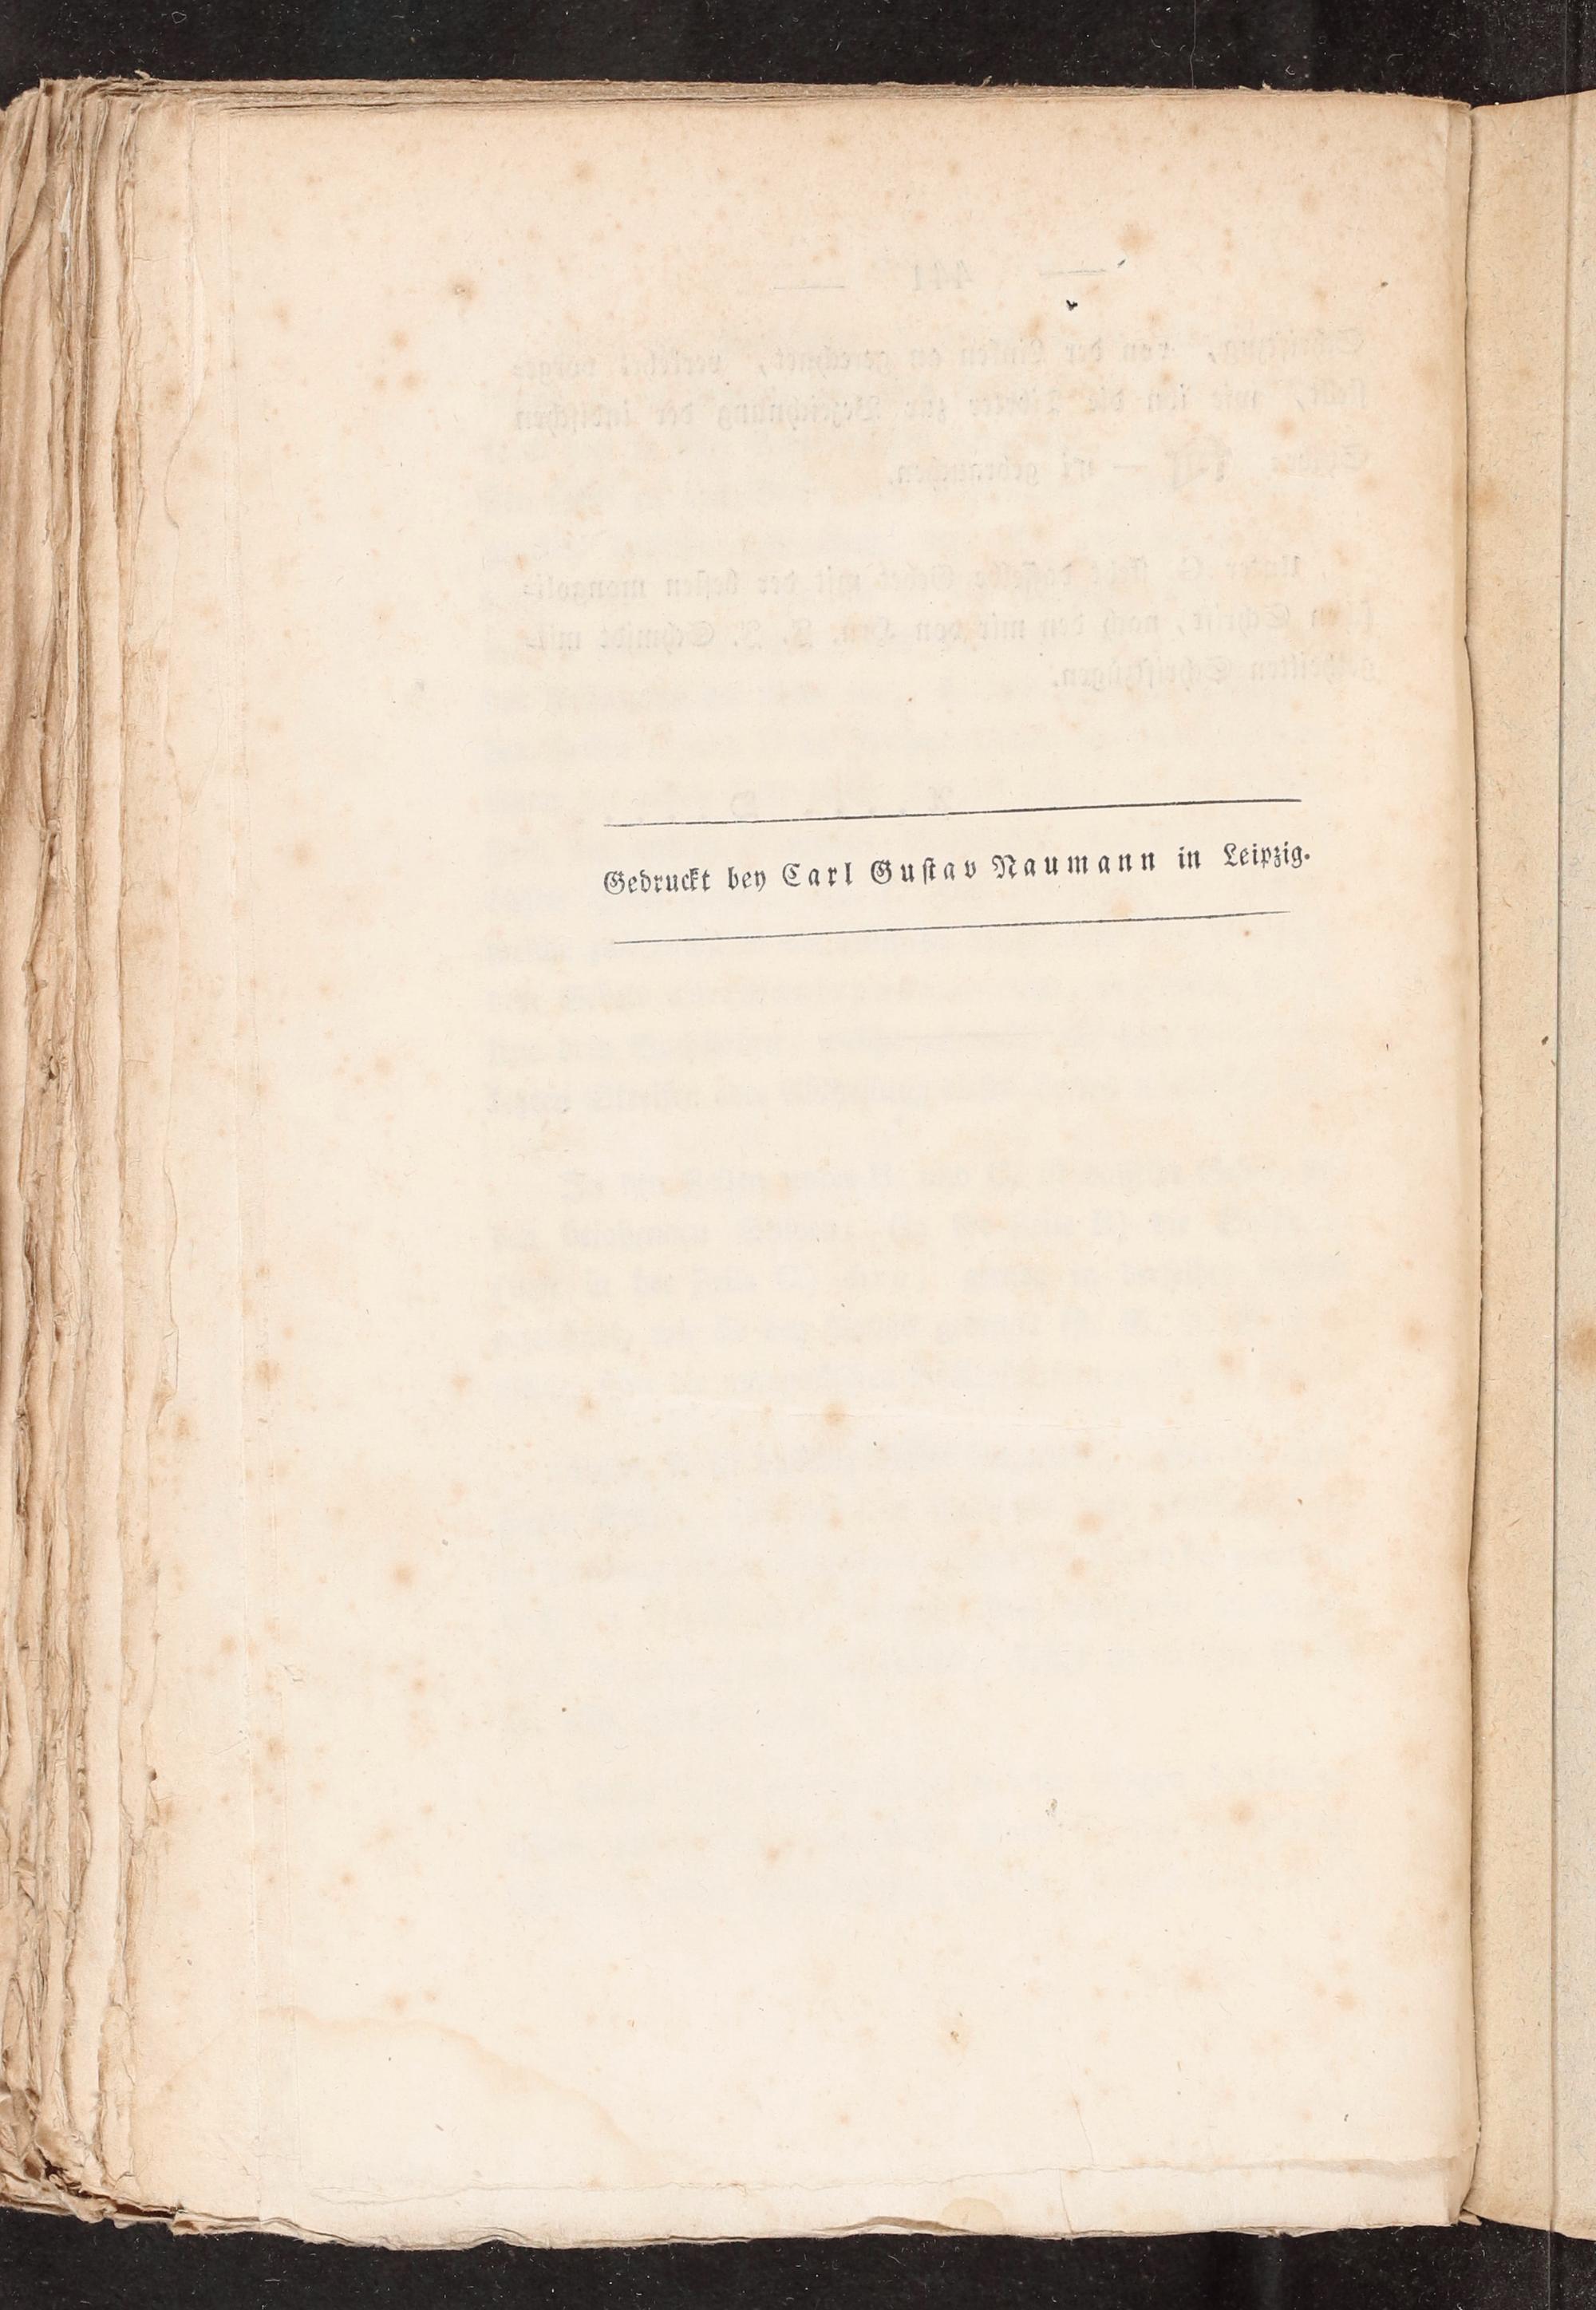 Gedruckt bey Carl Gustav Naumann in Leipzig.